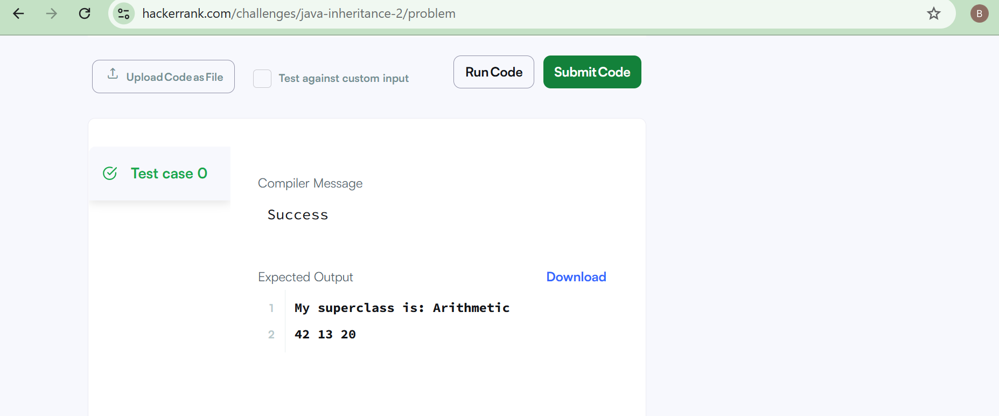 hackerrank.com/challenges/java-inheritance-2/problem
B
Upload Code as File
Test against custom input
Run Code
Submit Code
Test case 0
Compiler Message
Success
Expected Output
Download
1 My superclass is: Arithmetic
2 42 13 20